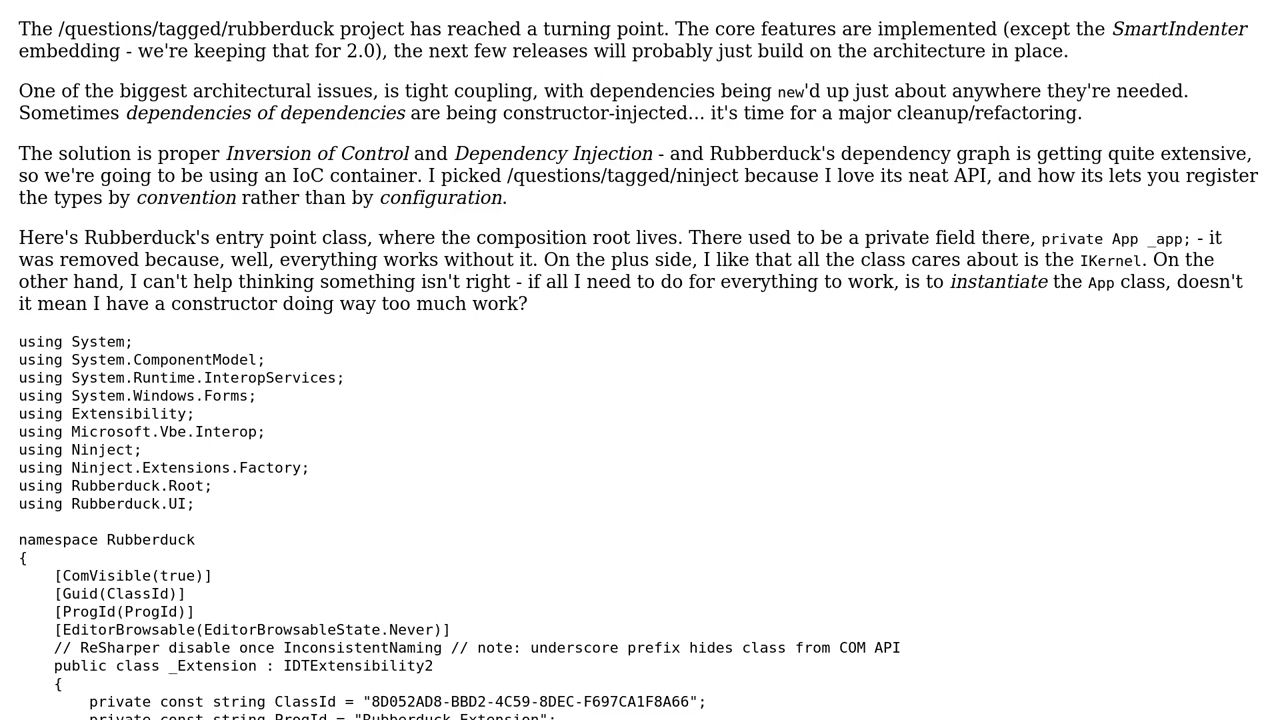 The /questions/tagged/rubberduck project has reached a turning point. The core features are implemented (except the SmartIndenter
embedding - we're keeping that for 2.0), the next few releases will probably just build on the architecture in place.
One of the biggest architectural issues, is tight coupling, with dependencies being new'd up just about anywhere they're needed.
Sometimes dependencies of dependencies are being constructor-injected... it's time for a major cleanup/refactoring.
The solution is proper Inversion of Control and Dependency Injection - and Rubberduck's dependency graph is getting quite extensive,
so we're going to be using an IoC container. I picked /questions/tagged/ninject because I love its neat API, and how its lets you register
the types by convention rather than by configuration.
Here's Rubberduck's entry point class, where the composition root lives. There used to be a private field there, private App _app; - it
was removed because, well, everything works without it. On the plus side, I like that all the class cares about is the IKernel. On the
other hand, I can't help thinking something isn't right - if all I need to do for everything to work, is to instantiate the App class, doesn't
it mean I have a constructor doing way too much work?
using System;
using System.ComponentModel;
using System.Runtime.InteropServices;
using System.Windows.Forms;
using Extensibility;
using Microsoft.Vbe.Interop;
using Ninject;
using Ninject.Extensions.Factory;
using Rubberduck.Root;
using Rubberduck.UI;
namespace Rubberduck
{
    [ComVisible(true)]
    [Guid(ClassId)]
    [ProgId(ProgId)]
    [EditorBrowsable(EditorBrowsableState.Never)]
    // ReSharper disable once InconsistentNaming // note: underscore prefix hides class from COM API
    public class _Extension : IDTExtensibility2
    {
        private const string ClassId = "8D052AD8-BBD2-4C59-8DEC-F697CA1F8A66";
        private const string ProgId = "Rubberduck.Extension";